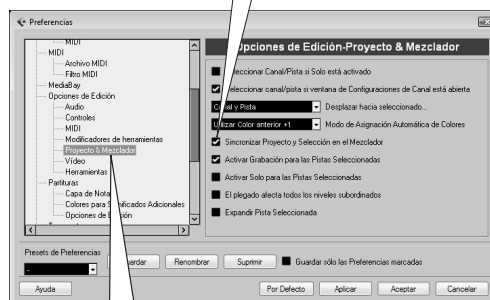 Preferencias
MIDI
MIDI
Archivo MIDI
Filtro MIDI
MediaBay
Opciones de Edición
Audio
Controles
MIDI
Modificadores de herramientas
Proyecto & Mezclador
Vídeo
Herramientas
Partituras
Capa de Nota
Colores para Significados Adicionales
Opciones de Edición
Opciones de Edición-Proyecto & Mezclador
Seleccionar Canal/Pista si Solo está activado
Seleccionar canal/pista si ventana de Configuraciones de Canal está abierta
Canal y Pista Desplazar hacia seleccionado...
Utilizar Color anterior +1 Modo de Asignación Automática de Colores
Sincronizar Proyecto y Selección en el Mezclador
Activar Grabación para las Pistas Seleccionadas
Activar Solo para las Pistas Seleccionadas
El plegado afecta todos los niveles subordinados
Expandir Pista Seleccionada
Presets de Preferencias
-
Guardar Renombrar Suprimir Guardar sólo las Preferencias marcadas
Ayuda Por Defecto Aplicar Aceptar Cancelar